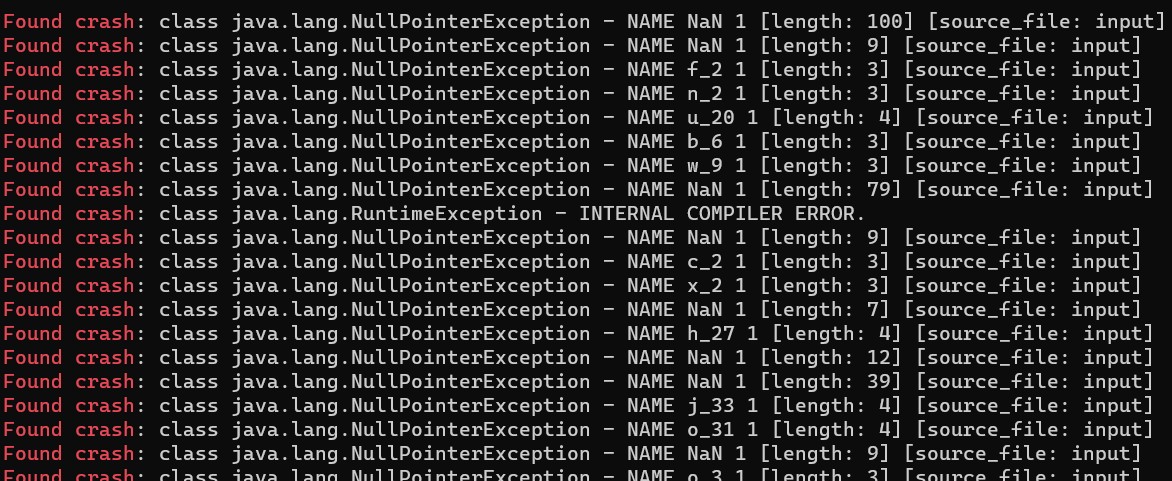 Found crash: class java.lang.NullPointerException - NAME NaN 1 [length: 100] [source_file: input]
Found crash: class java.lang.NullPointerException - NAME NaN 1 [length: 9] [source_file: input]
Found crash: class java.lang.NullPointerException - NAME f_2 1 [length: 3] [source_file: input]
Found crash: class java.lang.NullPointerException - NAME n_2 1 [length: 3] [source_file: input]
Found crash: class java.lang.NullPointerException - NAME u_20 1 [length: 4] [source_file: input]
Found crash: class java.lang.NullPointerException - NAME b_6 1 [length: 3] [source_file: input]
Found crash: class java.lang.NullPointerException - NAME w_9 1 [length: 3] [source_file: input]
Found crash: class java.lang.NullPointerException - NAME NaN 1 [length: 79] [source_file: input]
Found crash: class java.lang.RuntimeException - INTERNAL COMPILER ERROR.
Found crash: class java.lang.NullPointerException - NAME NaN 1 [length: 9] [source_file: input]
Found crash: class java.lang.NullPointerException - NAME c_2 1 [length: 3] [source_file: input]
Found crash: class java.lang.NullPointerException - NAME x_2 1 [length: 3] [source_file: input]
Found crash: class java.lang.NullPointerException - NAME NaN 1 [length: 7] [source_file: input]
Found crash: class java.lang.NullPointerException - NAME h_27 1 [length: 4] [source_file: input]
Found crash: class java.lang.NullPointerException - NAME NaN 1 [length: 12] [source_file: input]
Found crash: class java.lang.NullPointerException - NAME NaN 1 [length: 39] [source_file: input]
Found crash: class java.lang.NullPointerException - NAME j_33 1 [length: 4] [source_file: input]
Found crash: class java.lang.NullPointerException - NAME o_31 1 [length: 4] [source_file: input]
Found crash: class java.lang.NullPointerException - NAME NaN 1 [length: 9] [source_file: input]
Found crash: class java.lang.NullPointerException - NAME o_3 1 [length: 3] [source_file: input]